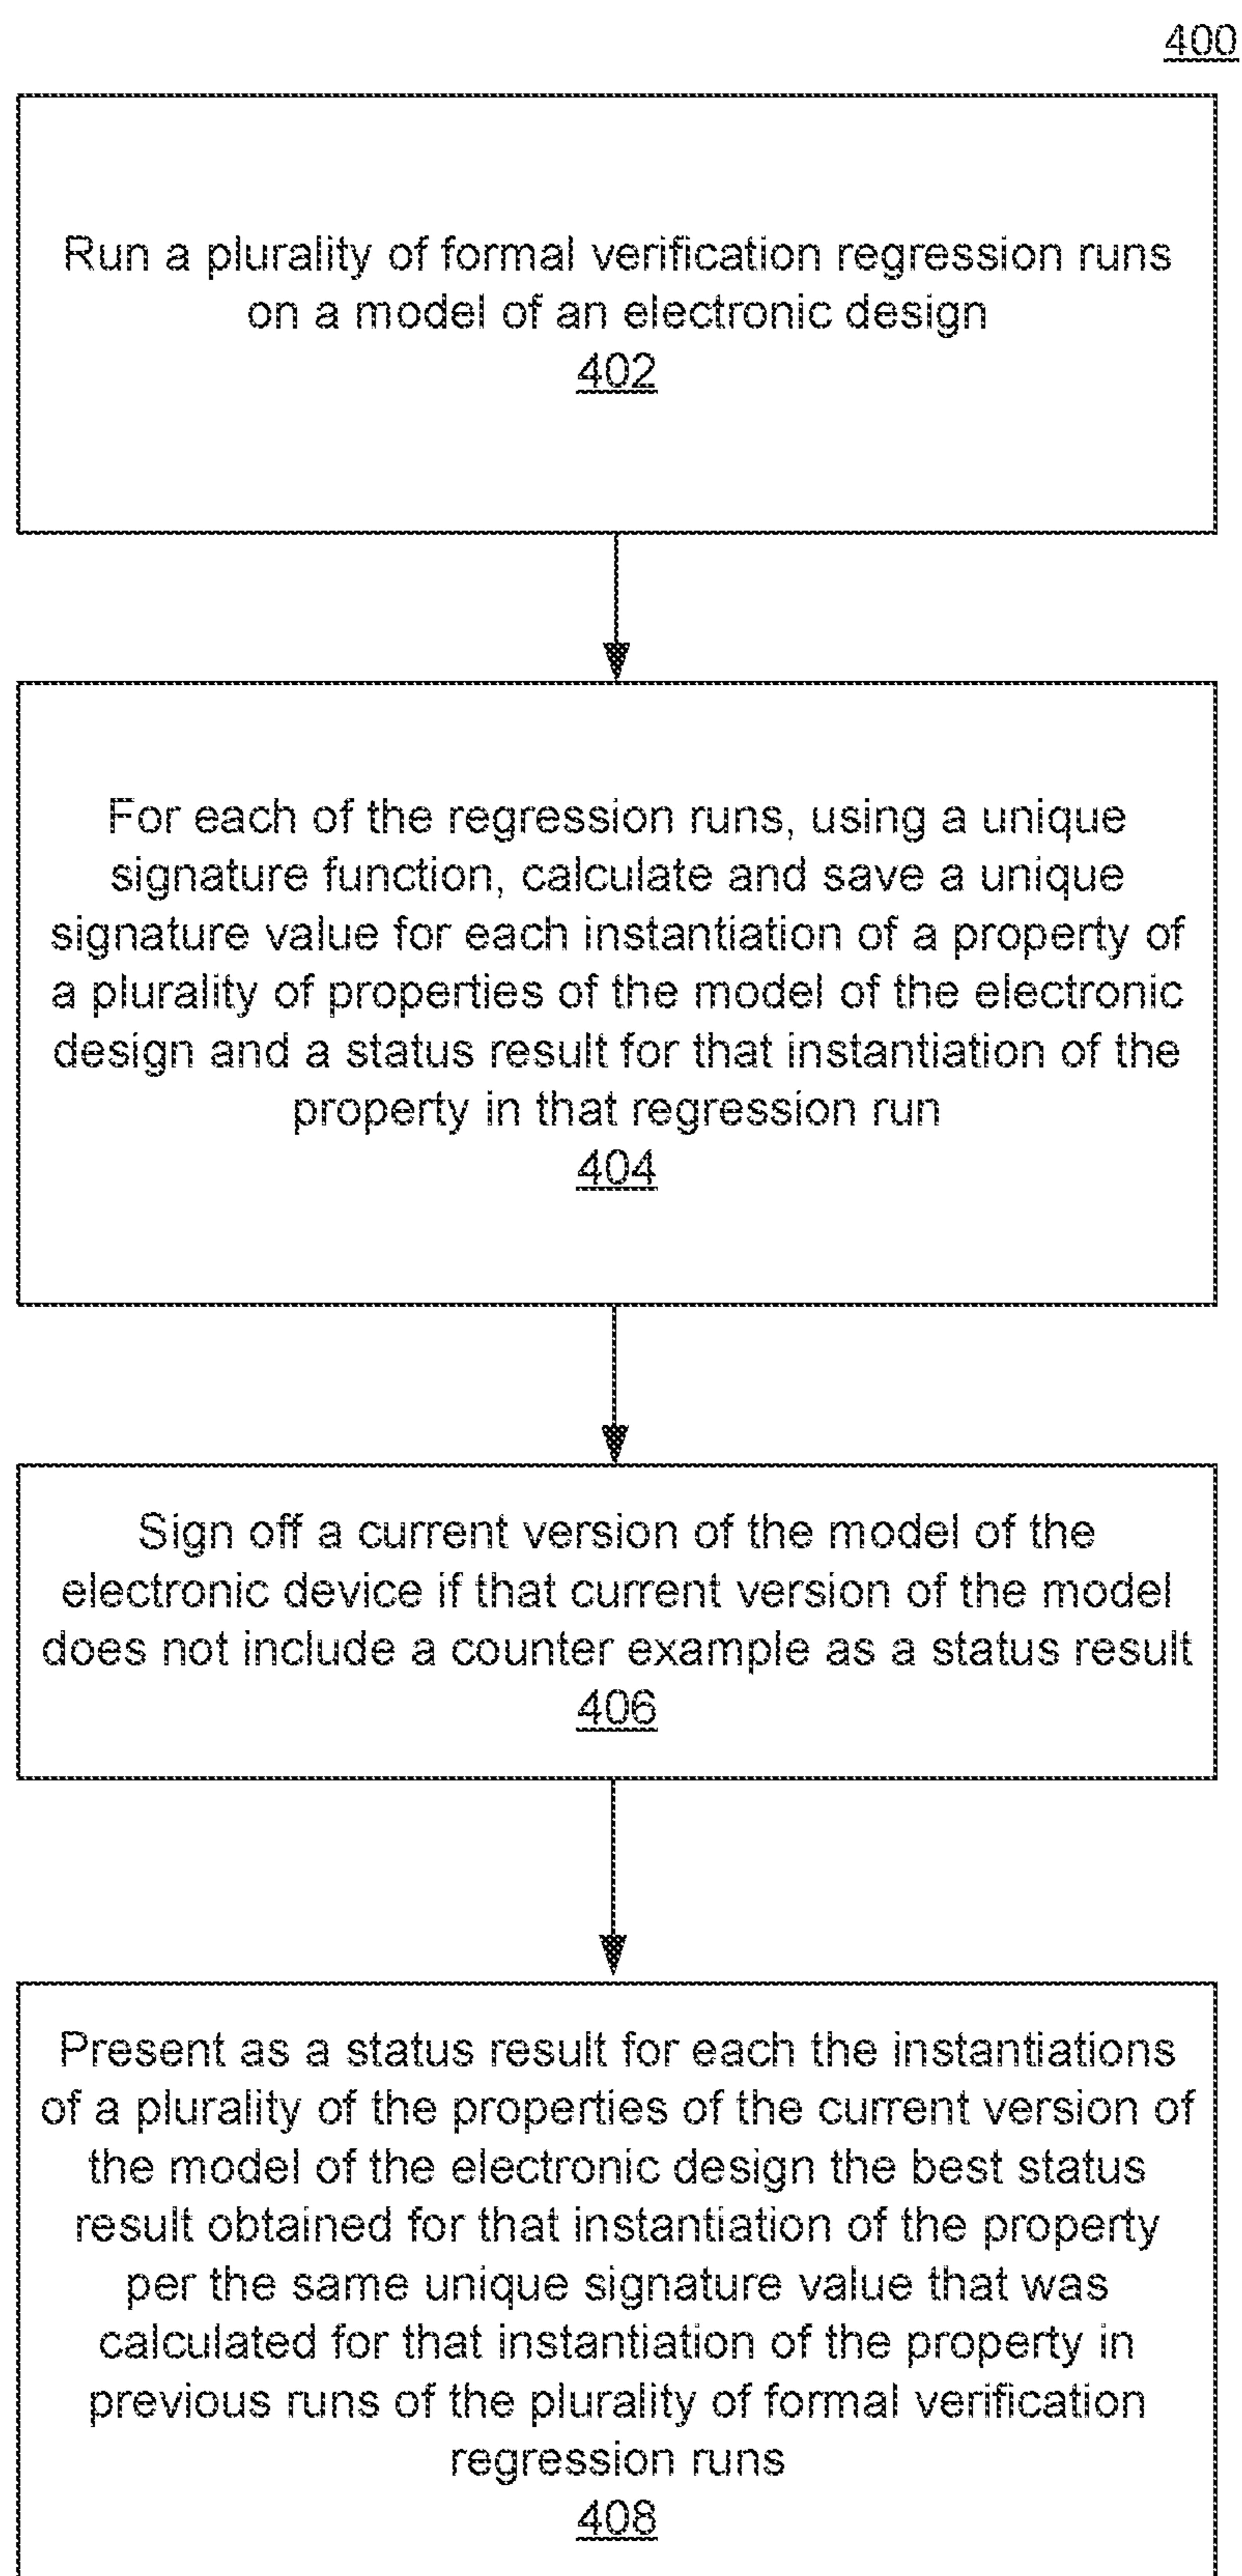 400
Run a plurality of formal verification regression runs
on a model of an electronic design
402
For each of the regression runs, using a unique
signature function, calculate and save a unique
signature value for each instantiation of a property of
a plurality of properties of the model of the electronic
design and a status result for that instantiation of the
property in that regression run
404
Sign off a current version of the model of the
electronic device if that current version of the model
does not include a counter example as a status result
406
Present as a status result for each the instantiations
of a plurality of the properties of the current version of
the model of the electronic design the best status
result obtained for that instantiation of the property
per the same unique signature value that was
calculated for that instantiation of the property in
previous runs of the plurality of formal verification
regression runs
408